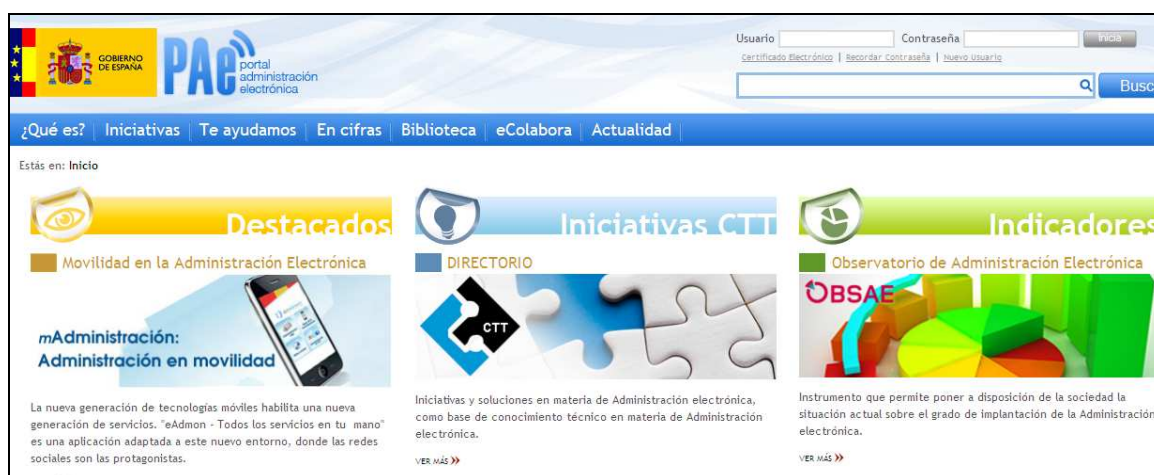 GOBIERNO
DE ESPAÑA
PAe
portal
administración
electrónica
Usuario
Contraseña
Inicia
Certificado Electrónico | Recordar Contraseña | Nuevo Usuario
Busc
¿Qué es? | Iniciativas | Te ayudamos | En cifras | Biblioteca | eColabora | Actualidad
Estás en: Inicio
Destacados
Movilidad en la Administración Electrónica
mAdministración:
Administración en movilidad
La nueva generación de tecnologías móviles habilita una nueva
generación de servicios. "eAdmon - Todos los servicios en tu mano"
es una aplicación adaptada a este nuevo entorno, donde las redes
sociales son las protagonistas.
Iniciativas CTT
DIRECTORIO
CTT
Iniciativas y soluciones en materia de Administración electrónica,
como base de conocimiento técnico en materia de Administración
electrónica.
VER MÁS »
Indicadores
Observatorio de Administración Electrónica
OBSAE
Instrumento que permite poner a disposición de la sociedad la
situación actual sobre el grado de implantación de la Administración
electrónica.
VER MÁS »